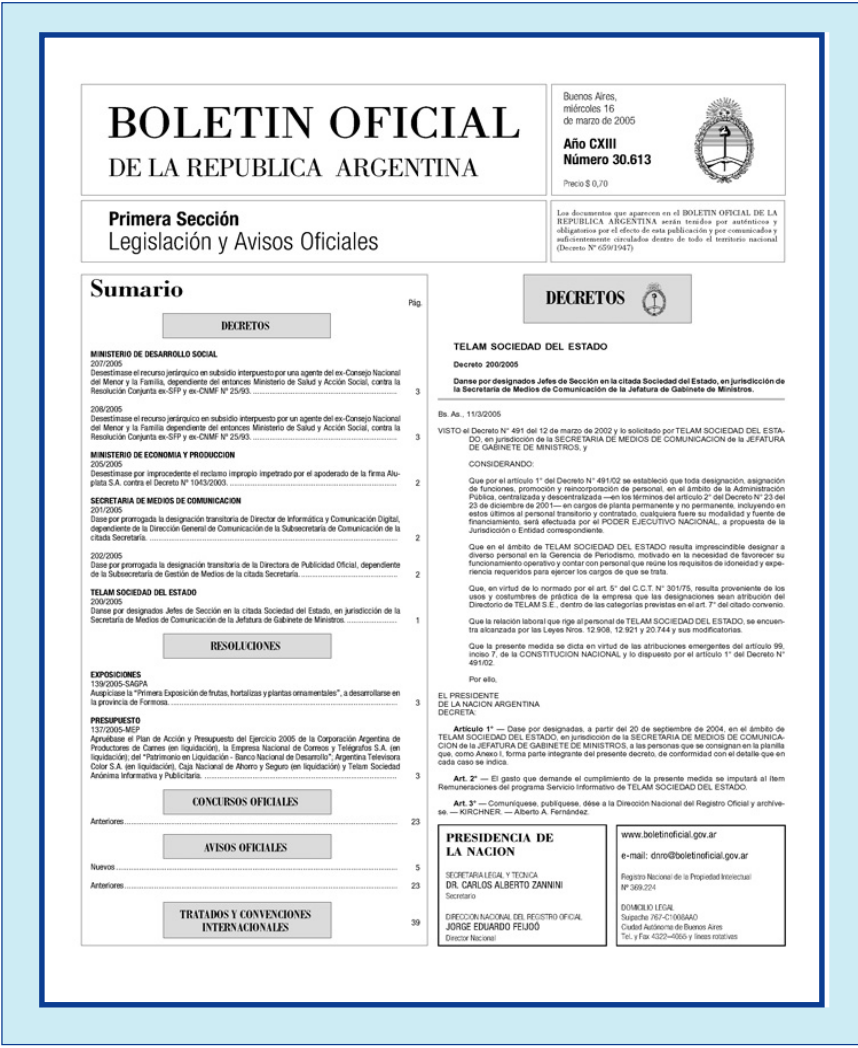 BOLETIN OFICIAL
DE LA REPUBLICA ARGENTINA
Buenos Aires,
miércoles 16
de marzo de 2005
Año CXIII
Número 30.613
Precio $ 0,70
Primera Sección
Legislación y Avisos Oficiales
Los documentos que aparecen en el BOLETIN OFICIAL DE LA
REPUBLICA ARGENTINA serán tenidos por auténticos y
obligatorios por el efecto de esta publicación y por comunicados y
suficientemente circulados dentro de todo el territorio nacional
(Decreto Nº 659/1947)
Sumario
Pág.
DECRETOS
MINISTERIO DE DESARROLLO SOCIAL
207/2005
Desestímase el recurso jerárquico en subsidio interpuesto por una agente del ex-Consejo Nacional
del Menor y la Familia, dependiente del entonces Ministerio de Salud y Acción Social, contra la
Resolución Conjunta ex-SFP y ex-CNMF Nº 25/93. 3
208/2005
Desestímase el recurso jerárquico en subsidio interpuesto por un agente del ex-Consejo Nacional
del Menor y la Familia, dependiente del entonces Ministerio de Salud y Acción Social, contra la
Resolución Conjunta ex-SFP y ex-CNMF Nº 25/93. 3
MINISTERIO DE ECONOMIA Y PRODUCCION
205/2005
Desestímase por improcedente el reclamo impropio impetrado por el apoderado de la firma Alu-
plata S.A. contra el Decreto Nº 1043/2003. 2
SECRETARIA DE MEDIOS DE COMUNICACION
201/2005
Dase por prorrogada la designación transitoria de Director de Informática y Comunicación Digital,
dependiente de la Dirección General de Comunicación de la Subsecretaría de Comunicación de la
citada Secretaría. 2
202/2005
Dase por prorrogada la designación transitoria de la Directora de Publicidad Oficial, dependiente
de la Subsecretaría de Gestión de Medios de la citada Secretaría. 2
TELAM SOCIEDAD DEL ESTADO
200/2005
Danse por designados Jefes de Sección en la citada Sociedad del Estado, en jurisdicción de la
Secretaría de Medios de Comunicación de la Jefatura de Gabinete de Ministros. 1
RESOLUCIONES
EXPOSICIONES
139/2005-SAGPA
Auspíciase la "Primera Exposición de frutas, hortalizas y plantas ornamentales", a desarrollarse en
la provincia de Formosa. 3
PRESUPUESTO
137/2005-MEP
Apruébase el Plan de Acción y Presupuesto del Ejercicio 2005 de la Corporación Argentina de
Productores de Carnes (en liquidación), la Empresa Nacional de Correos y Telégrafos S.A. (en
liquidación); del "Patrimonio en Liquidación - Banco Nacional de Desarrollo"; Argentina Televisora
Color S.A. (en liquidación), Caja Nacional de Ahorro y Seguro (en liquidación) y Telam Sociedad
Anónima Informativa y Publicitaria. 3
CONCURSOS OFICIALES
Anteriores 23
AVISOS OFICIALES
Nuevos 5
Anteriores 23
TRATADOS Y CONVENCIONES
INTERNACIONALES 39
DECRETOS
TELAM SOCIEDAD DEL ESTADO
Decreto 200/2005
Danse por designados Jefes de Sección en la citada Sociedad del Estado, en jurisdicción de
la Secretaría de Medios de Comunicación de la Jefatura de Gabinete de Ministros.
Bs. As., 11/3/2005
VISTO el Decreto Nº 491 del 12 de marzo de 2002 y lo solicitado por TELAM SOCIEDAD DEL ESTA-
DO, en jurisdicción de la SECRETARIA DE MEDIOS DE COMUNICACION de la JEFATURA
DE GABINETE DE MINISTROS, y
CONSIDERANDO:
Que por el artículo 1° del Decreto N° 491/02 se estableció que toda designación, asignación
de funciones, promoción y reincorporación de personal, en el ámbito de la Administración
Pública, centralizada y descentralizada —en los términos del artículo 2° del Decreto N° 23 del
23 de diciembre de 2001— en cargos de planta permanente y no permanente, incluyendo en
estos últimos al personal transitorio y contratado, cualquiera fuere su modalidad y fuente de
financiamiento, será efectuada por el PODER EJECUTIVO NACIONAL, a propuesta de la
Jurisdicción o Entidad correspondiente.
Que en el ámbito de TELAM SOCIEDAD DEL ESTADO resulta imprescindible designar a
diverso personal en la Gerencia de Periodismo, motivado en la necesidad de favorecer su
funcionamiento operativo y contar con personal que reúne los requisitos de idoneidad y expe-
riencia requeridos para ejercer los cargos de que se trata.
Que, en virtud de lo normado por el art. 5° del C.C.T. N° 301/75, resulta proveniente de los
usos y costumbres de práctica de la empresa que las designaciones sean atribución del
Directorio de TELAM S.E., dentro de las categorías previstas en el art. 7° del citado convenio.
Que la relación laboral que rige al personal de TELAM SOCIEDAD DEL ESTADO, se encuen-
tra alcanzada por las Leyes Nros. 12.908, 12.921 y 20.744 y sus modificatorias.
Que la presente medida se dicta en virtud de las atribuciones emergentes del artículo 99,
inciso 7, de la CONSTITUCION NACIONAL y lo dispuesto por el artículo 1° del Decreto N°
491/02.
Por ello,
EL PRESIDENTE
DE LA NACION ARGENTINA
DECRETA:
Artículo 1° — Dase por designadas, a partir del 20 de septiembre de 2004, en el ámbito de
TELAM SOCIEDAD DEL ESTADO, en jurisdicción de la SECRETARIA DE MEDIOS DE COMUNICA-
CION de la JEFATURA DE GABINETE DE MINISTROS, a las personas que se consignan en la planilla
que, como Anexo I, forma parte integrante del presente decreto, de conformidad con el detalle que en
cada caso se indica.
Art. 2° — El gasto que demande el cumplimiento de la presente medida se imputará al Item
Remuneraciones del programa Servicio Informativo de TELAM SOCIEDAD DEL ESTADO.
Art. 3° — Comuníquese, publíquese, dése a la Dirección Nacional del Registro Oficial y archíve-
se. — KIRCHNER. — Alberto A. Fernández.
PRESIDENCIA DE
LA NACION
SECRETARIA LEGAL Y TECNICA
DR. CARLOS ALBERTO ZANNINI
Secretario
DIRECCION NACIONAL DEL REGISTRO OFICIAL
JORGE EDUARDO FEIJOÓ
Director Nacional
www.boletinoficial.gov.ar
e-mail: dnro@boletinoficial.gov.ar
Registro Nacional de la Propiedad Intelectual
Nº 369.224
DOMICILIO LEGAL
Suipacha 767-C1008AAO
Ciudad Autónoma de Buenos Aires
Tel. y Fax 4322-4055 y líneas rotativas